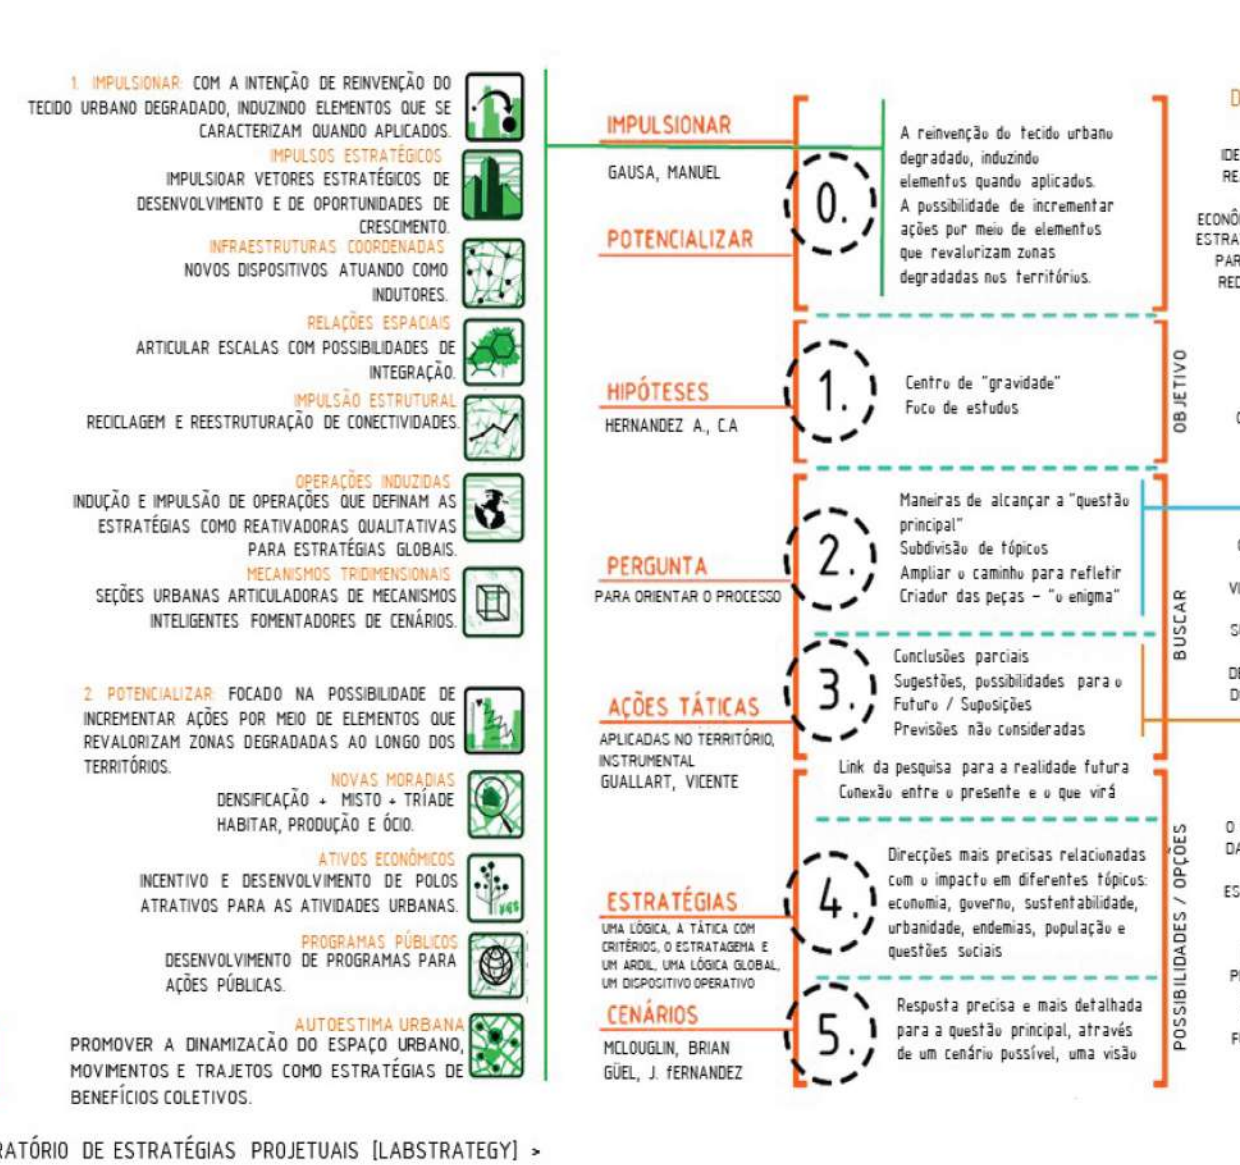 1. IMPULSIONAR: COM A INTENÇÃO DE REINVENÇÃO DO
TECIDO URBANO DEGRADADO, INDUZINDO ELEMENTOS QUE SE
CARACTERIZAM QUANDO APLICADOS.
IMPULSOS ESTRATÉGICOS
IMPULSIOAR VETORES ESTRATÉGICOS DE
DESENVOLVIMENTO E DE OPORTUNIDADES DE
CRESCIMENTO.
INFRAESTRUTURAS COORDENADAS
NOVOS DISPOSITIVOS ATUANDO COMO
INDUTORES.
RELAÇÕES ESPACIAIS
ARTICULAR ESCALAS COM POSSIBILIDADES DE
INTEGRAÇÃO.
IMPULSÃO ESTRUTURAL
RECICLAGEM E REESTRUTURAÇÃO DE CONECTIVIDADES.
OPERAÇÕES INDUZIDAS
INDUÇÃO E IMPULSÃO DE OPERAÇÕES QUE DEFINAM AS
ESTRATÉGIAS COMO REATIVADORAS QUALITATIVAS
PARA ESTRATÉGIAS GLOBAIS.
MECANISMOS TRIDIMENSIONAIS
SEÇÕES URBANAS ARTICULADORAS DE MECANISMOS
INTELIGENTES FOMENTADORES DE CENÁRIOS.
2. POTENCIALIZAR: FOCADO NA POSSIBILIDADE DE
INCREMENTAR AÇÕES POR MEIO DE ELEMENTOS QUE
REVALORIZAM ZONAS DEGRADADAS AO LONGO DOS
TERRITÓRIOS.
NOVAS MORADIAS
DENSIFICAÇÃO + MISTO + TRÍADE
HABITAR, PRODUÇÃO E ÓCIO.
ATIVOS ECONÔMICOS
INCENTIVO E DESENVOLVIMENTO DE POLOS
ATRATIVOS PARA AS ATIVIDADES URBANAS.
PROGRAMAS PÚBLICOS
DESENVOLVIMENTO DE PROGRAMAS PARA
AÇÕES PÚBLICAS.
AUTOESTIMA URBANA
PROMOVER A DINAMIZACÃO DO ESPAÇO URBANO,
MOVIMENTOS E TRAJETOS COMO ESTRATÉGIAS DE
BENEFÍCIOS COLETIVOS.
RATÓRIO DE ESTRATÉGIAS PROJETUAIS [LABSTRATEGY] >
IMPULSIONAR
GAUSA, MANUEL
POTENCIALIZAR
0.
A reinvenção do tecido urbano
degradado, induzindo
elementos quando aplicados.
A possibilidade de incrementar
ações por meio de elementos
que revalorizam zonas
degradadas nos territórios.
HIPÓTESES
HERNANDEZ A., C.A
1.
Centro de "gravidade"
Foco de estudos
OBJETIVO
PERGUNTA
PARA ORIENTAR O PROCESSO
2.
Maneiras de alcançar a "questão
principal"
Subdivisão de tópicos
Ampliar o caminho para refletir
Criador das peças – "o enigma"
BUSCAR
AÇÕES TÁTICAS
APLICADAS NO TERRITÓRIO,
INSTRUMENTAL
GUALLART, VICENTE
3.
Conclusões parciais
Sugestões, possibilidades para o
Futuro / Suposições
Previsões não consideradas
Link da pesquisa para a realidade futura
Conexão entre o presente e o que virá
ESTRATÉGIAS
UMA LÓGICA, A TÁTICA COM
CRITÉRIOS, O ESTRATAGEMA E
UM ARDIL, UMA LÓGICA GLOBAL,
UM DISPOSITIVO OPERATIVO
4.
Direcções mais precisas relacionadas
com o impacto em diferentes tópicos:
economia, governo, sustentabilidade,
urbanidade, endemias, população e
questões sociais
POSSIBILIDADES / OPÇÕES
CENÁRIOS
MCLOUGLIN, BRIAN
GÜEL, J. fERNANDEZ
5.
Resposta precisa e mais detalhada
para a questão principal, através
de um cenário possível, uma visão